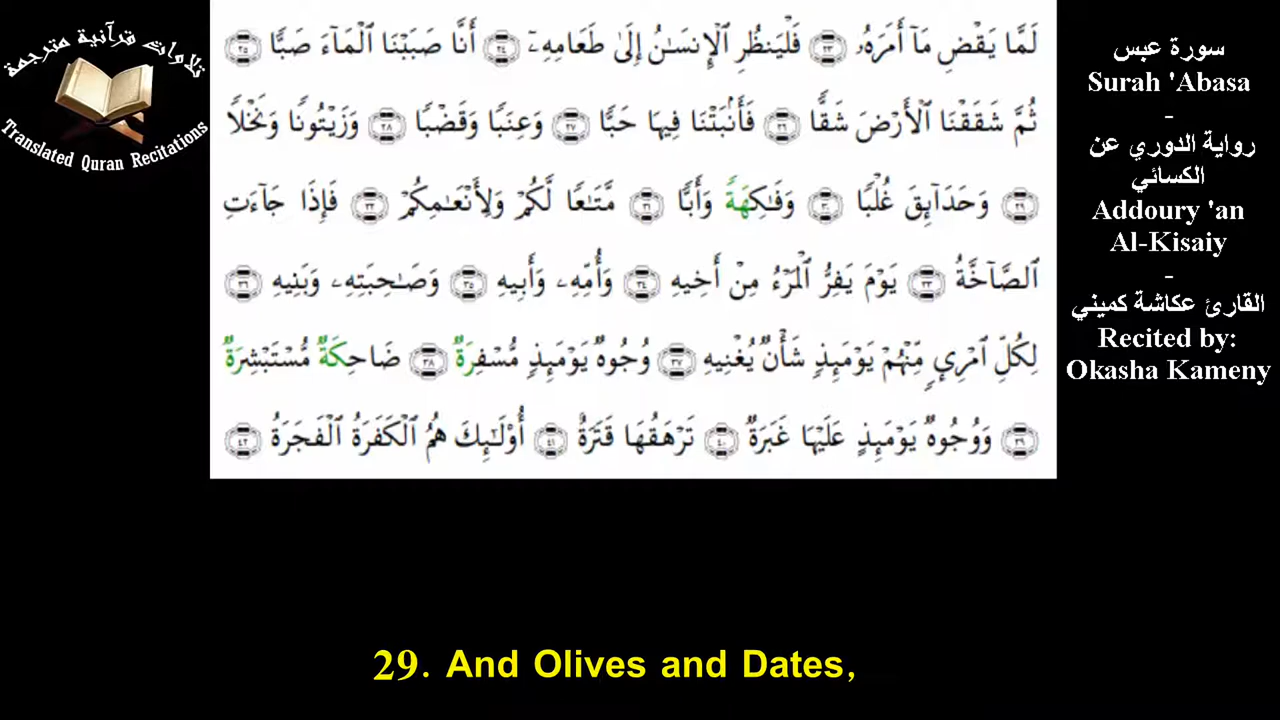 تلاوات قرآنية مترجمة
Translated Quran Recitations
لَمَّا يَقْضِ مَآ أَمَرَهُۥ ٢٣ فَلْيَنظُرِ ٱلْإِنسَٰنُ إِلَىٰ طَعَامِهِۦٓ ٢٤ أَنَّا صَبَبْنَا ٱلْمَآءَ صَبًّا ٢٥
ثُمَّ شَقَقْنَا ٱلْأَرْضَ شَقًّا ٢٦ فَأَنۢبَتْنَا فِيهَا حَبًّا ٢٧ وَعِنَبًا وَقَضْبًا ٢٨ وَزَيْتُونًا وَنَخْلًا
٢٩ وَحَدَآئِقَ غُلْبًا ٣٠ وَفَٰكِهَةً وَأَبًّا ٣١ مَّتَٰعًا لَّكُمْ وَلِأَنْعَٰمِكُمْ ٣٢ فَإِذَا جَآءَتِ
ٱلصَّآخَّةُ ٣٣ يَوْمَ يَفِرُّ ٱلْمَرْءُ مِنْ أَخِيهِ ٣٤ وَأُمِّهِۦ وَأَبِيهِ ٣٥ وَصَٰحِبَتِهِۦ وَبَنِيهِ ٣٦
لِكُلِّ ٱمْرِئٍ مِّنْهُمْ يَوْمَئِذٍ شَأْنٌ يُغْنِيهِ ٣٧ وُجُوهٌ يَوْمَئِذٍ مُّسْفِرَةٌ ٣٨ ضَاحِكَةٌ مُّسْتَبْشِرَةٌ
٣٩ وَوُجُوهٌ يَوْمَئِذٍ عَلَيْهَا غَبَرَةٌ ٤٠ تَرْهَقُهَا قَتَرَةٌ ٤١ أُوْلَٰٓئِكَ هُمُ ٱلْكَفَرَةُ ٱلْفَجَرَةُ ٤٢
سورة عبس
Surah 'Abasa
-
رواية الدوري عن
الكسائي
Addoury 'an
Al-Kisaiy
-
القارئ عكاشة كميني
Recited by:
Okasha Kameny
29. And Olives and Dates,